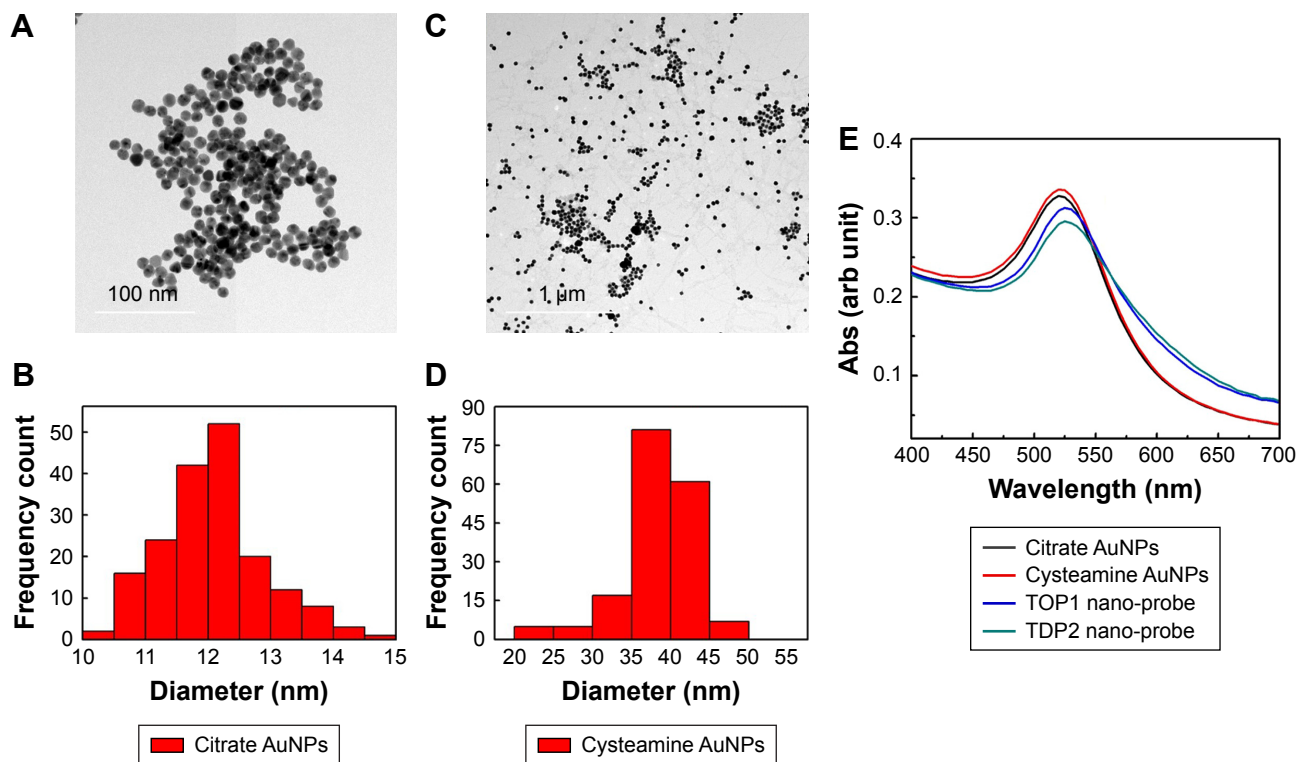 A
100 nm
B
Frequency count
50
40
30
20
10
0
10 11 12 13 14 15
Diameter (nm)
Citrate AuNPs
C
1 µm
D
Frequency count
90
75
60
45
30
15
0
20 25 30 35 37 40 45 50 55
Diameter (nm)
Cysteamine AuNPs
E
Abs (arb unit)
0.4
0.3
0.2
0.1
400 450 500 550 600 650 700
Wavelength (nm)
Citrate AuNPs
Cysteamine AuNPs
TOP1 nano-probe
TDP2 nano-probe